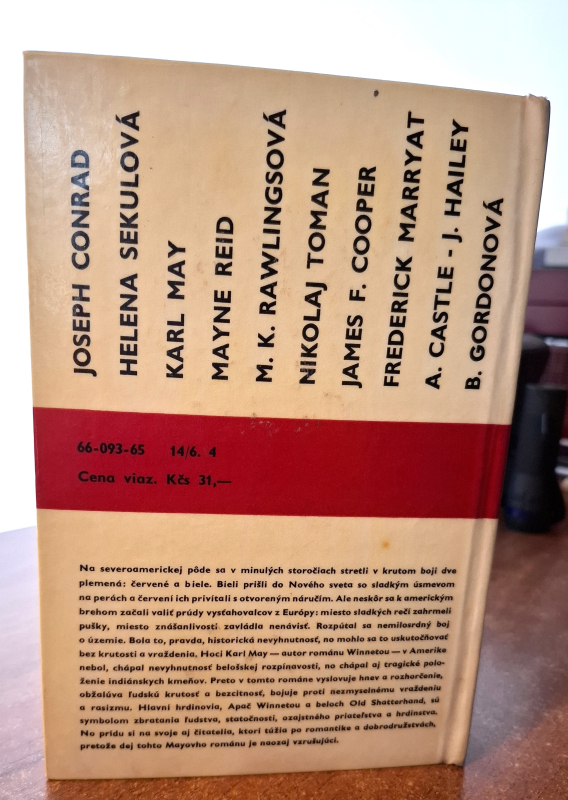 JOSEPH CONRAD
HELENA SEKULOVÁ
KARL MAY
MAYNE REID
M. K. RAWLINGSOVÁ
NIKOLAJ TOMAN
JAMES F. COOPER
FREDERICK MARRYAT
A. CASTLE - J. HAILEY
B. GORDONOVÁ
66-093-65 14/6. 4
Cena viaz. Kčs 31,—
Na severoamerickej pôde sa v minulých storočiach stretli v krutom boji dve
plemená: červené a biele. Bieli prišli do Nového sveta so sladkým úsmevom
na perách a červení ich privítali s otvoreným náručím. Ale neskôr sa k americkým
brehom začali valiť prúdy vysťahovalcov z Európy: miesto sladkých rečí zahrmeli
pušky, miesto znášanlivosti zavládla nenávisť. Rozpútal sa nemilosrdný boj
o územie. Bola to, pravda, historická nevyhnutnosť, no mohlo sa to uskutočňovať
bez krutosti a vraždenia. Hoci Karl May — autor románu Winnetou — v Amerike
nebol, chápal nevyhnutnosť belošskej rozpínavosti, no chápal aj tragické polo-
ženie indiánskych kmeňov. Preto v tomto románe vyslovuje hnev a rozhorčenie,
obžalúva ľudskú krutosť a bezcitnosť, bojuje proti nezmyselnému vraždeniu
a rasizmu. Hlavní hrdinovia, Apač Winnetou a beloch Old Shatterhand, sú
symbolom zbratania ľudstva, statočnosti, ozajstného priateľstva a hrdinstva.
No prídu si na svoje aj čitatelia, ktorí túžia po romantike a dobrodružstvách,
pretože dej tohto Mayovho románu je naozaj vzrušujúci.